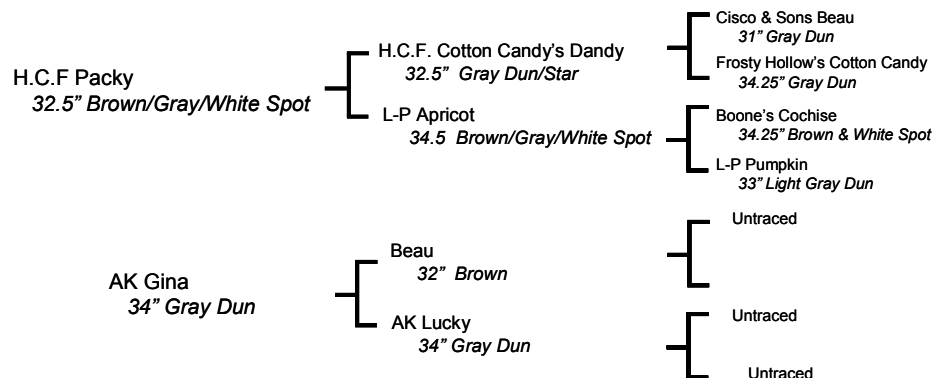 H.C.F Packy
32.5” Brown/Gray/White Spot
H.C.F. Cotton Candy’s Dandy
32.5” Gray Dun/Star
L-P Apricot
34.5 Brown/Gray/White Spot
Cisco & Sons Beau
31” Gray Dun
Frosty Hollow’s Cotton Candy
34.25” Gray Dun
Boone’s Cochise
34.25” Brown & White Spot
L-P Pumpkin
33” Light Gray Dun
AK Gina
34” Gray Dun
Beau
32” Brown
AK Lucky
34” Gray Dun
Untraced
Untraced
Untraced